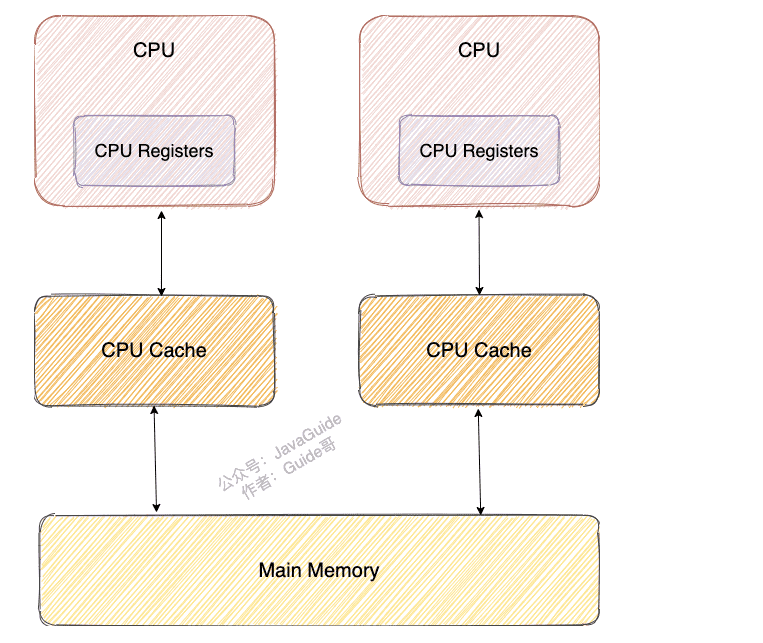 CPU
CPU
CPU Registers
CPU Registers
CPU Cache
CPU Cache
公众号：JavaGuide
作者：Guide哥
Main Memory